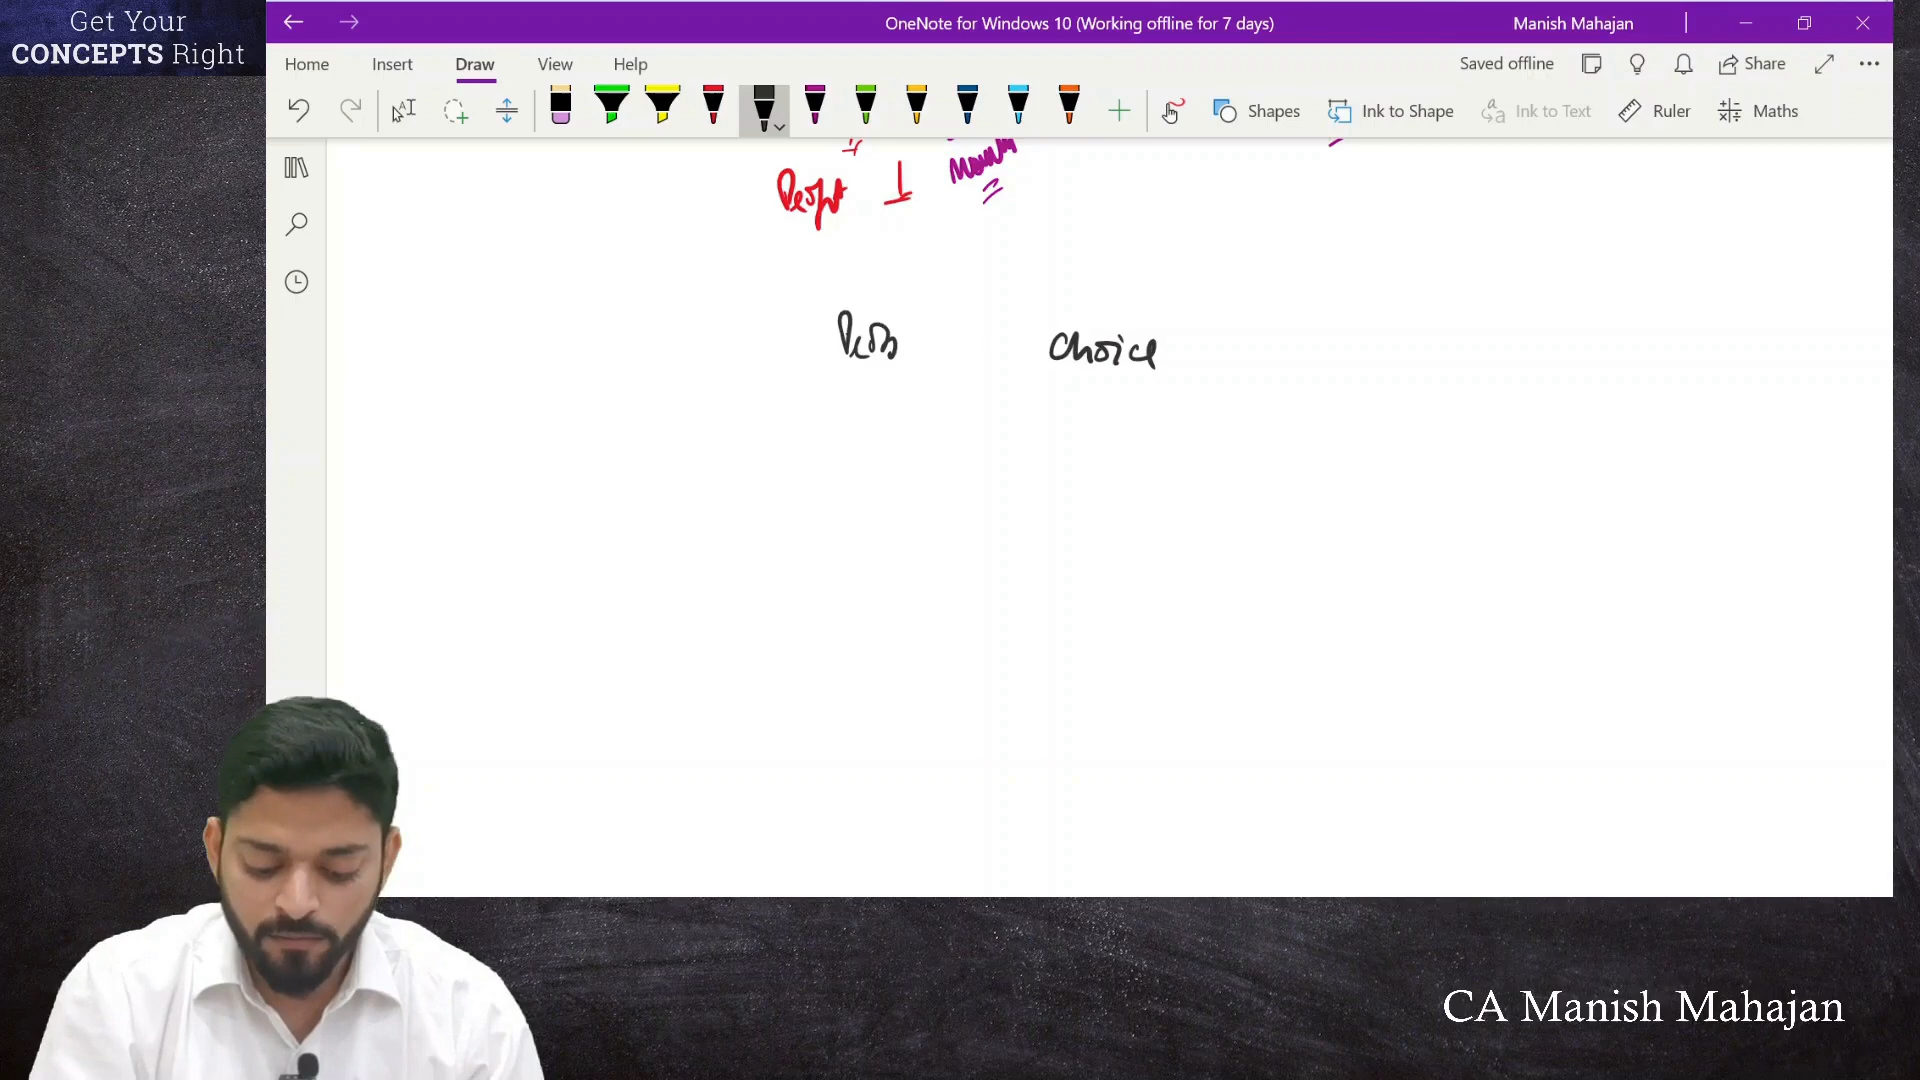 Get Your
CONCEPTS Right
OneNote for Windows 10 (Working offline for 7 days)
Manish Mahajan
Home Insert Draw View Help
Saved offline
Share
Shapes
Ink to Shape
Ink to Text
Ruler
Maths
Choice
CA Manish Mahajan